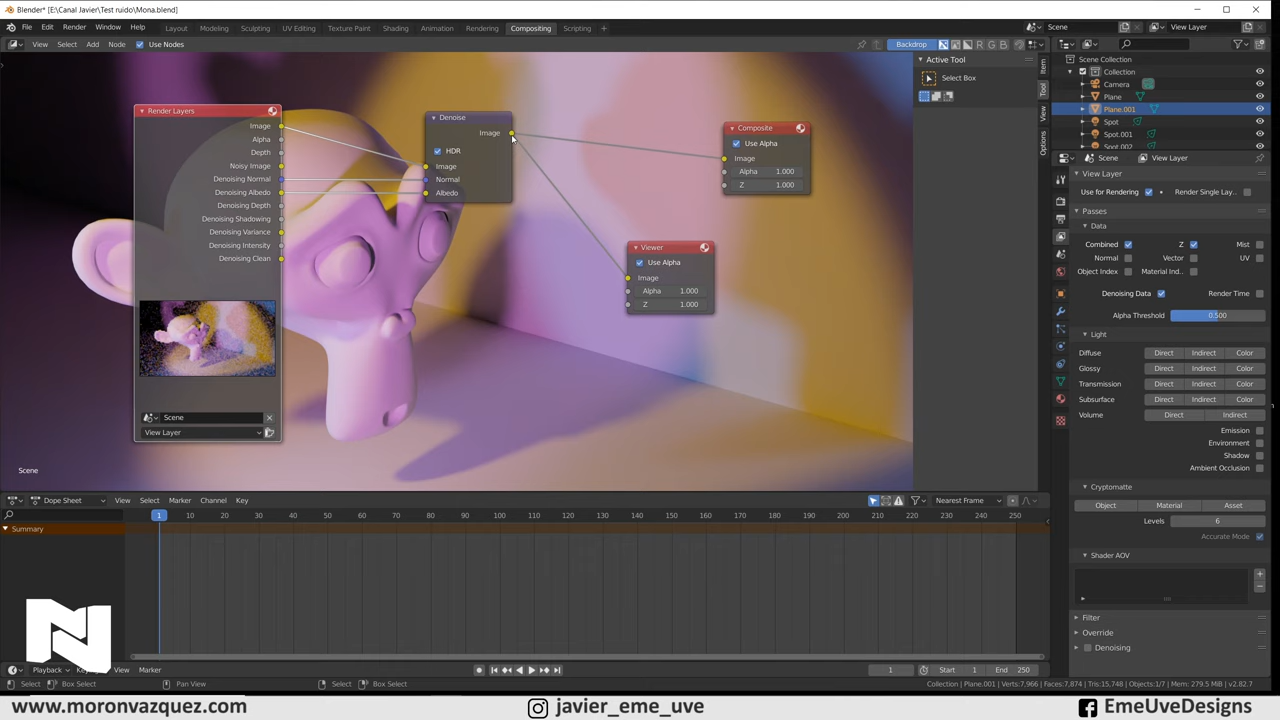 Blender* [E:\Canal Javier\Test ruido\Mona.blend]
File Edit Render Window Help Layout Modeling Sculpting UV Editing Texture Paint Shading Animation Rendering Compositing Scripting Scene View Layer
View Select Add Node Use Nodes Backdrop R G B
Active Tool
Select Box
Item
Tool
View
Options
Render Layers
Image
Alpha
Depth
Noisy Image
Denoising Normal
Denoising Albedo
Denoising Depth
Denoising Shadowing
Denoising Variance
Denoising Intensity
Denoising Clean
Scene
View Layer
Denoise
Image
HDR
Image
Normal
Albedo
Composite
Use Alpha
Image
Alpha 1.000
Z 1.000
Viewer
Use Alpha
Image
Alpha 1.000
Z 1.000
Scene
Scene Collection
Collection
Camera
Plane
Plane.001
Spot
Spot.001
Spot.002
Scene View Layer
View Layer
Use for Rendering Render Single Lay...
Passes
Data
Combined Z Mist
Normal Vector UV
Object Index Material Ind..
Denoising Data Render Time
Alpha Threshold 0.500
Light
Diffuse Direct Indirect Color
Glossy Direct Indirect Color
Transmission Direct Indirect Color
Subsurface Direct Indirect Color
Volume Direct Indirect
Emission
Environment
Shadow
Ambient Occlusion
Cryptomatte
Object Material Asset
Levels 6
Accurate Mode
Shader AOV
Filter
Override
Denoising
Dope Sheet View Select Marker Channel Key Nearest Frame
1 10 20 30 40 50 60 70 80 90 100 110 120 130 140 150 160 170 180 190 200 210 220 230 240 250
Summary
Playback View Marker 1 Start 1 End 250
Select Box Select Pan View Select Box Select Collection | Plane.001 | Verts:7,966 | Faces:7,874 | Tris:15,748 | Objects:1/7 | Mem: 279.5 MiB | v2.82.7
www.moronvazquez.com javier_eme_uve EmeUveDesigns